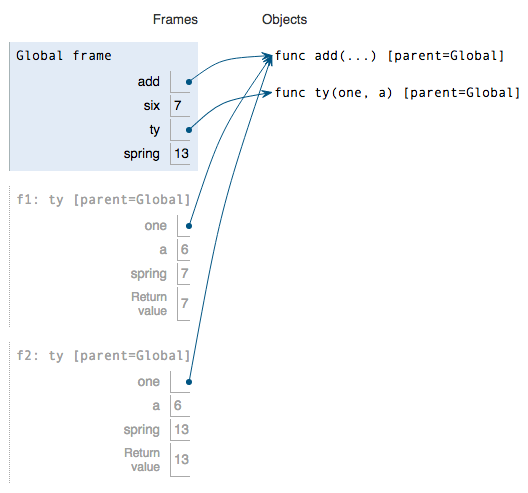 Frames Objects
Global frame
func add(...) [parent=Global]
add
func ty(one, a) [parent=Global]
six 7
ty
spring 13
f1: ty [parent=Global]
one
a 6
spring 7
Return
value 7
f2: ty [parent=Global]
one
a 6
spring 13
Return
value 13